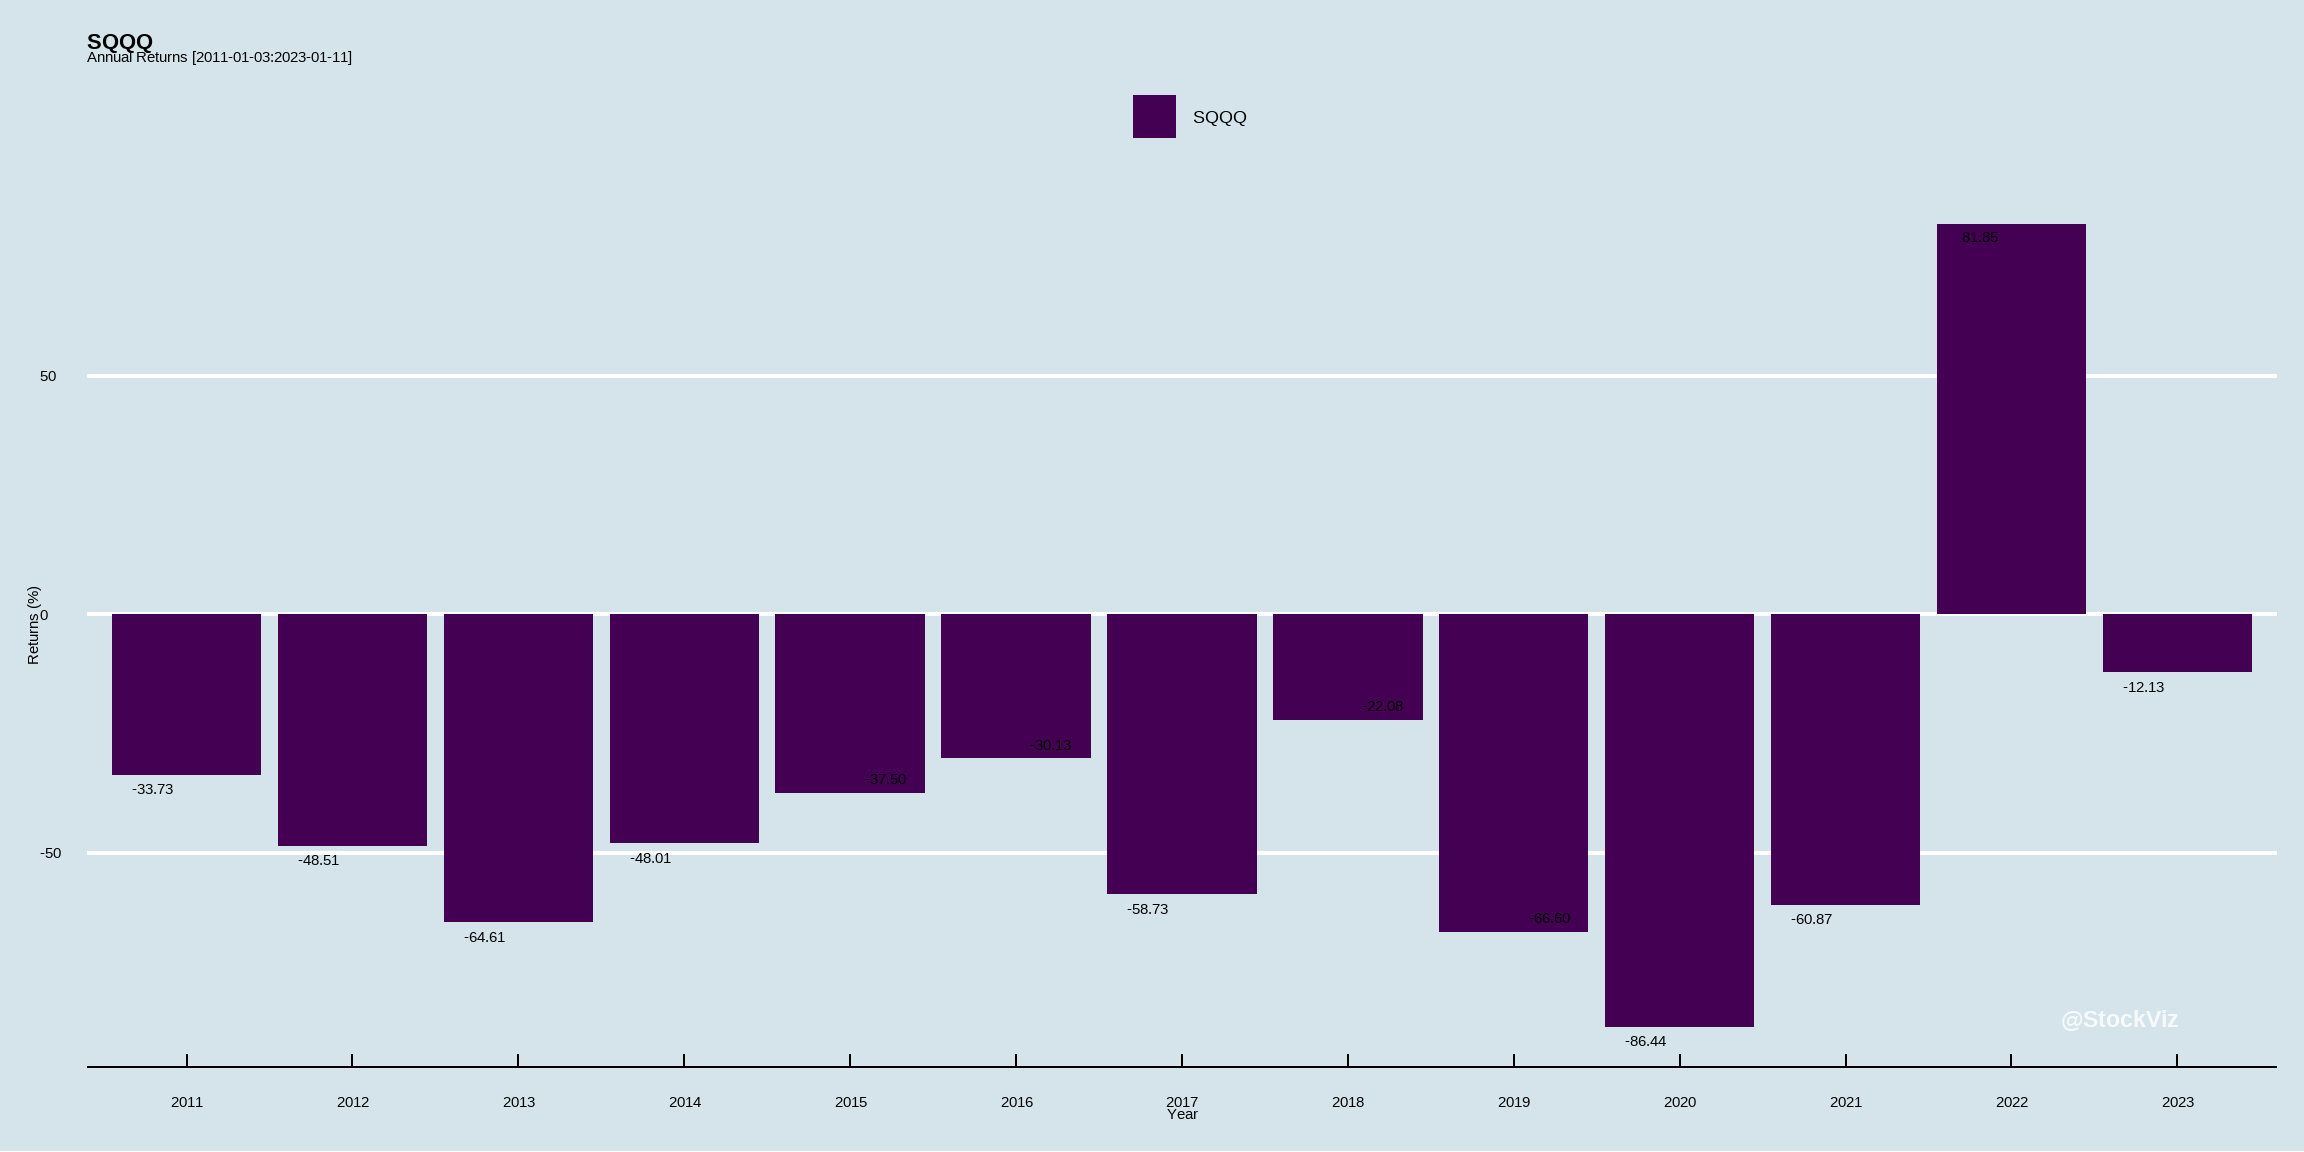 SQQQ
Annual Returns [2011-01-03:2023-01-11]
SQQQ
81.85
50
Returns (%)
0
-12.13
-22.08
-30.13
-37.50
-33.73
-50
-48.51
-48.01
-58.73
-66.60
-60.87
-64.61
@StockViz
-86.44
2011 2012 2013 2014 2015 2016 2017 2018 2019 2020 2021 2022 2023
Year